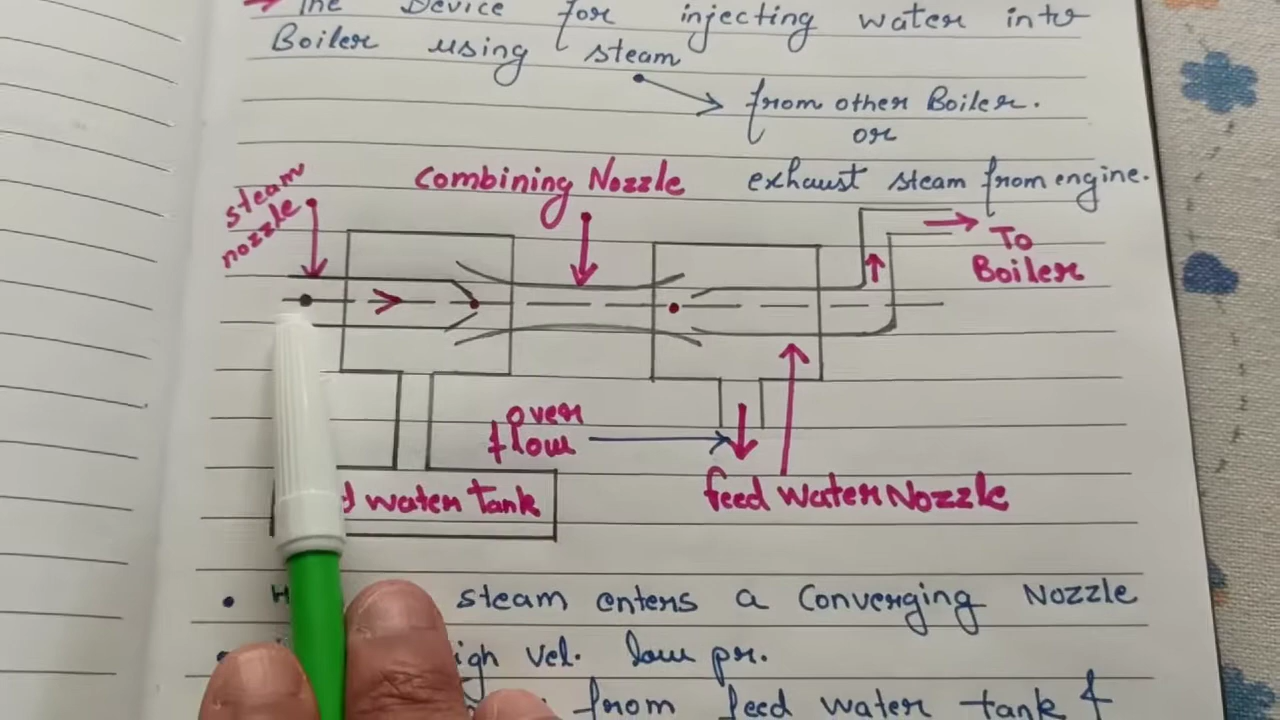 The Device for injecting water into
Boiler using steam
from other Boiler.
or
exhaust steam from engine.
steam
nozzle
Combining Nozzle
To
Boiler
over
flow
water tank
feed water Nozzle
steam enters a Converging Nozzle
vel. low pr.
from feed water tank &